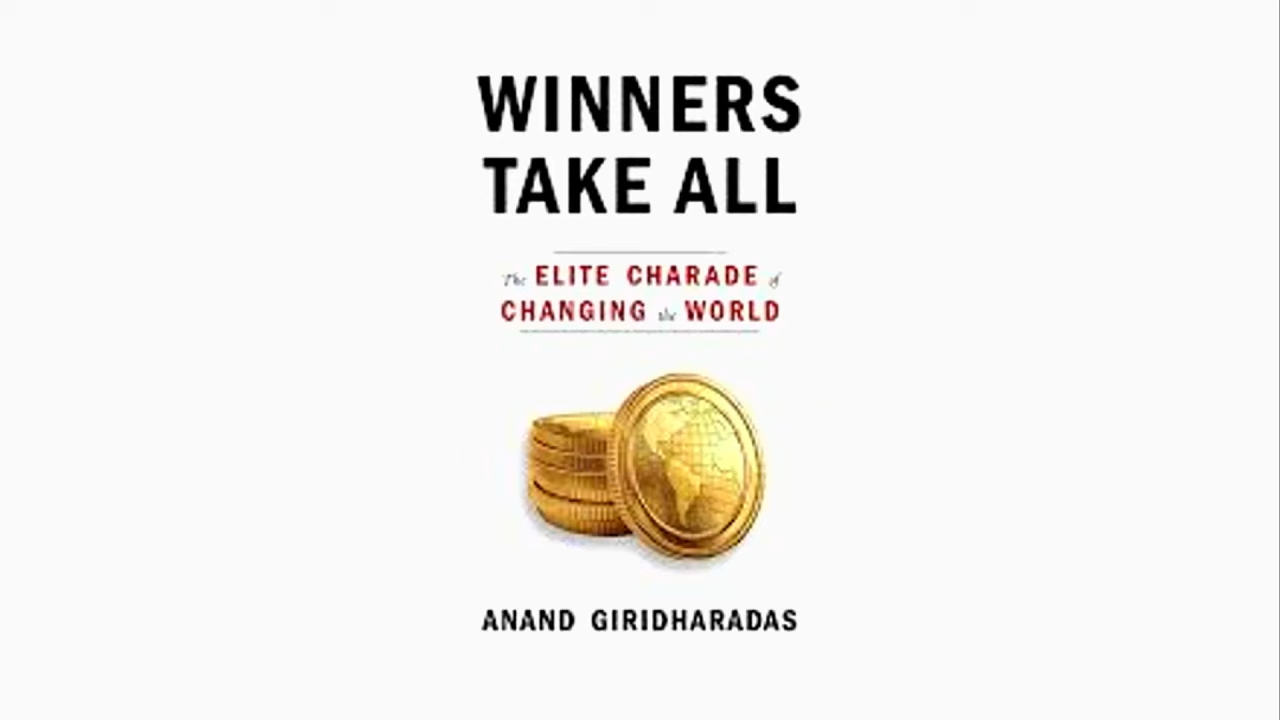 WINNERS
TAKE ALL
The ELITE CHARADE of
CHANGING the WORLD
ANAND GIRIDHARADAS